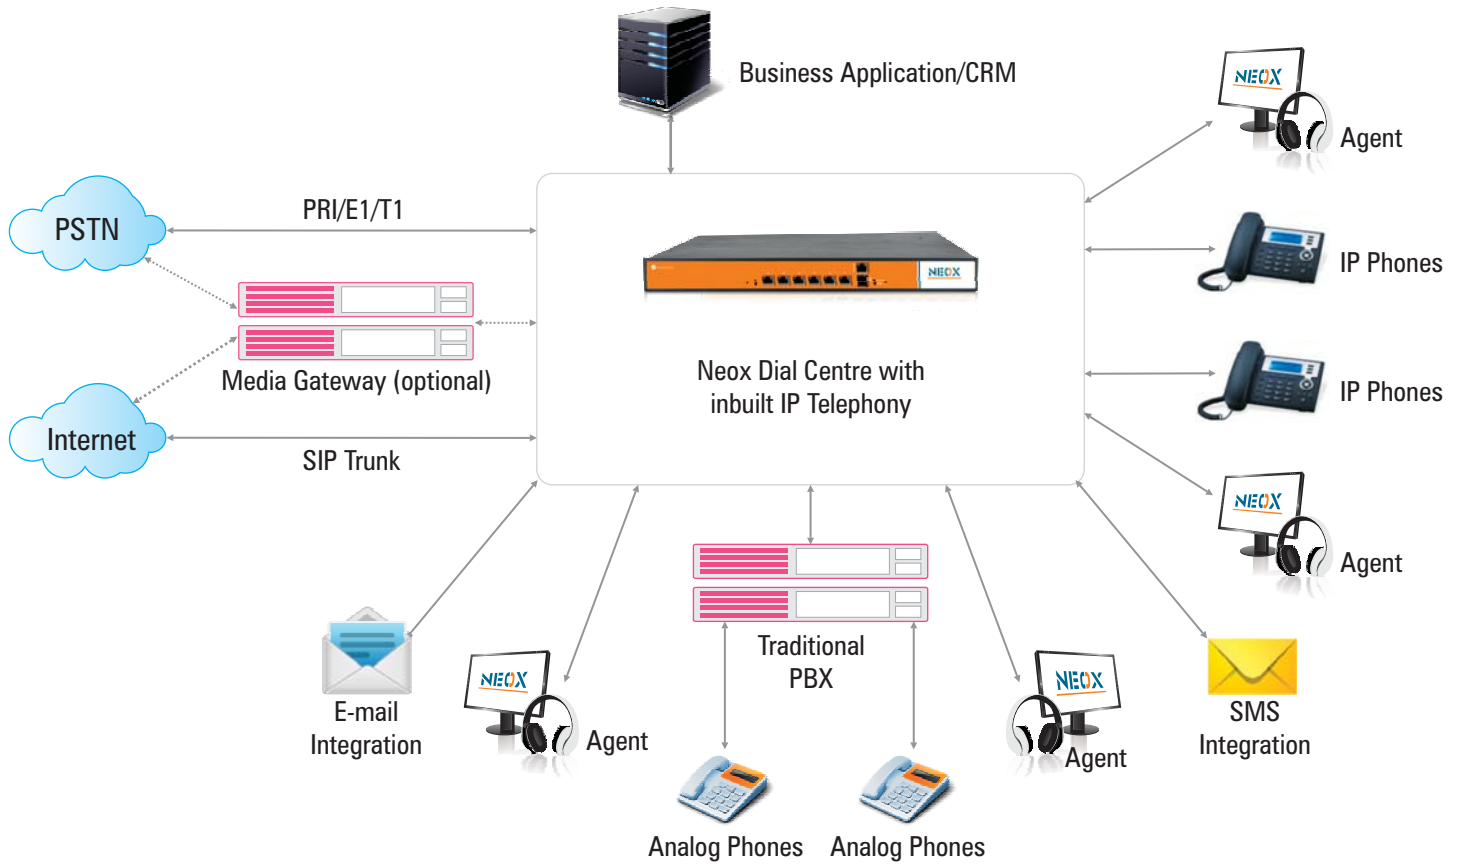 Business Application/CRM
NEOX
Agent
PSTN
PRI/E1/T1
NEOX
IP Phones
Media Gateway (optional)
Neox Dial Centre with
inbuilt IP Telephony
IP Phones
Internet
SIP Trunk
NEOX
Agent
Traditional
PBX
NEOX
Agent
NEOX
Agent
E-mail
Integration
SMS
Integration
Analog Phones
Analog Phones